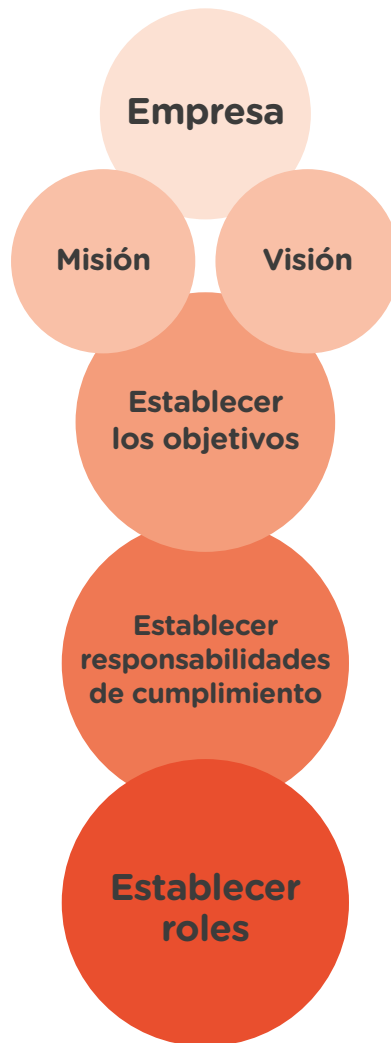 Empresa
Misión
Visión
Establecer
los objetivos
Establecer
responsabilidades
de cumplimiento
Establecer
roles